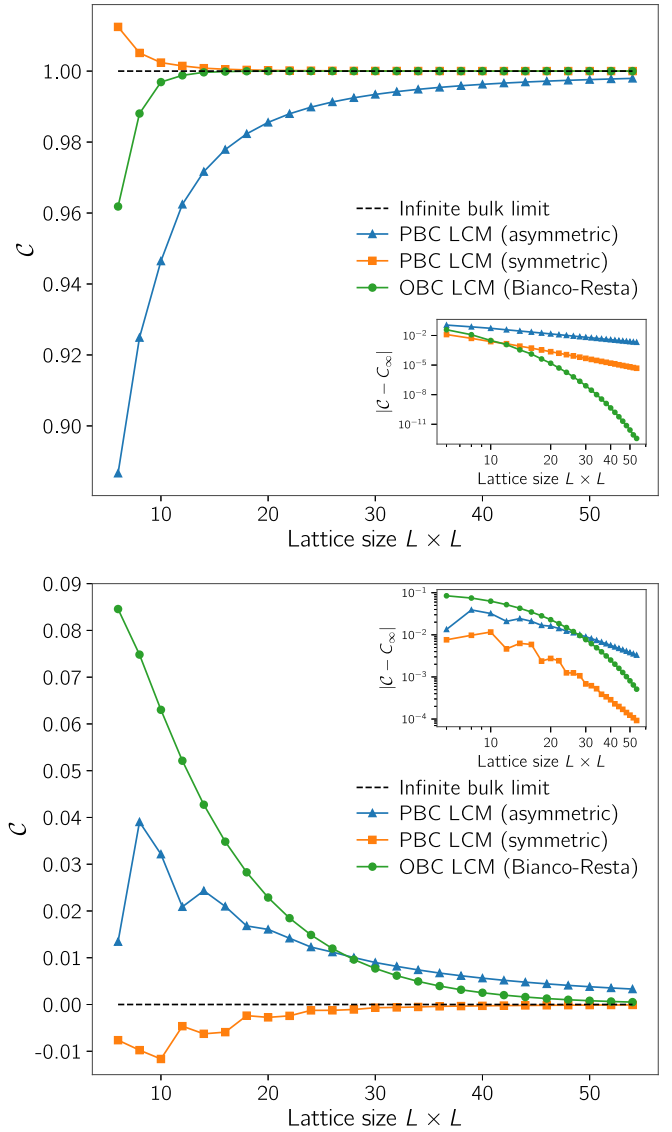 1.00
0.98
0.96
0.94
0.92
0.90
C
Infinite bulk limit
PBC LCM (asymmetric)
PBC LCM (symmetric)
OBC LCM (Bianco-Resta)
10⁻²
10⁻⁵
10⁻⁸
10⁻¹¹
|C − C∞|
10 20 30 40 50
Lattice size L × L
10 20 30 40 50
Lattice size L × L
0.09
0.08
0.07
0.06
0.05
0.04
0.03
0.02
0.01
0.00
-0.01
C
10⁻¹
10⁻²
10⁻³
10⁻⁴
|C − C∞|
10 20 30 40 50
Lattice size L × L
Infinite bulk limit
PBC LCM (asymmetric)
PBC LCM (symmetric)
OBC LCM (Bianco-Resta)
10 20 30 40 50
Lattice size L × L